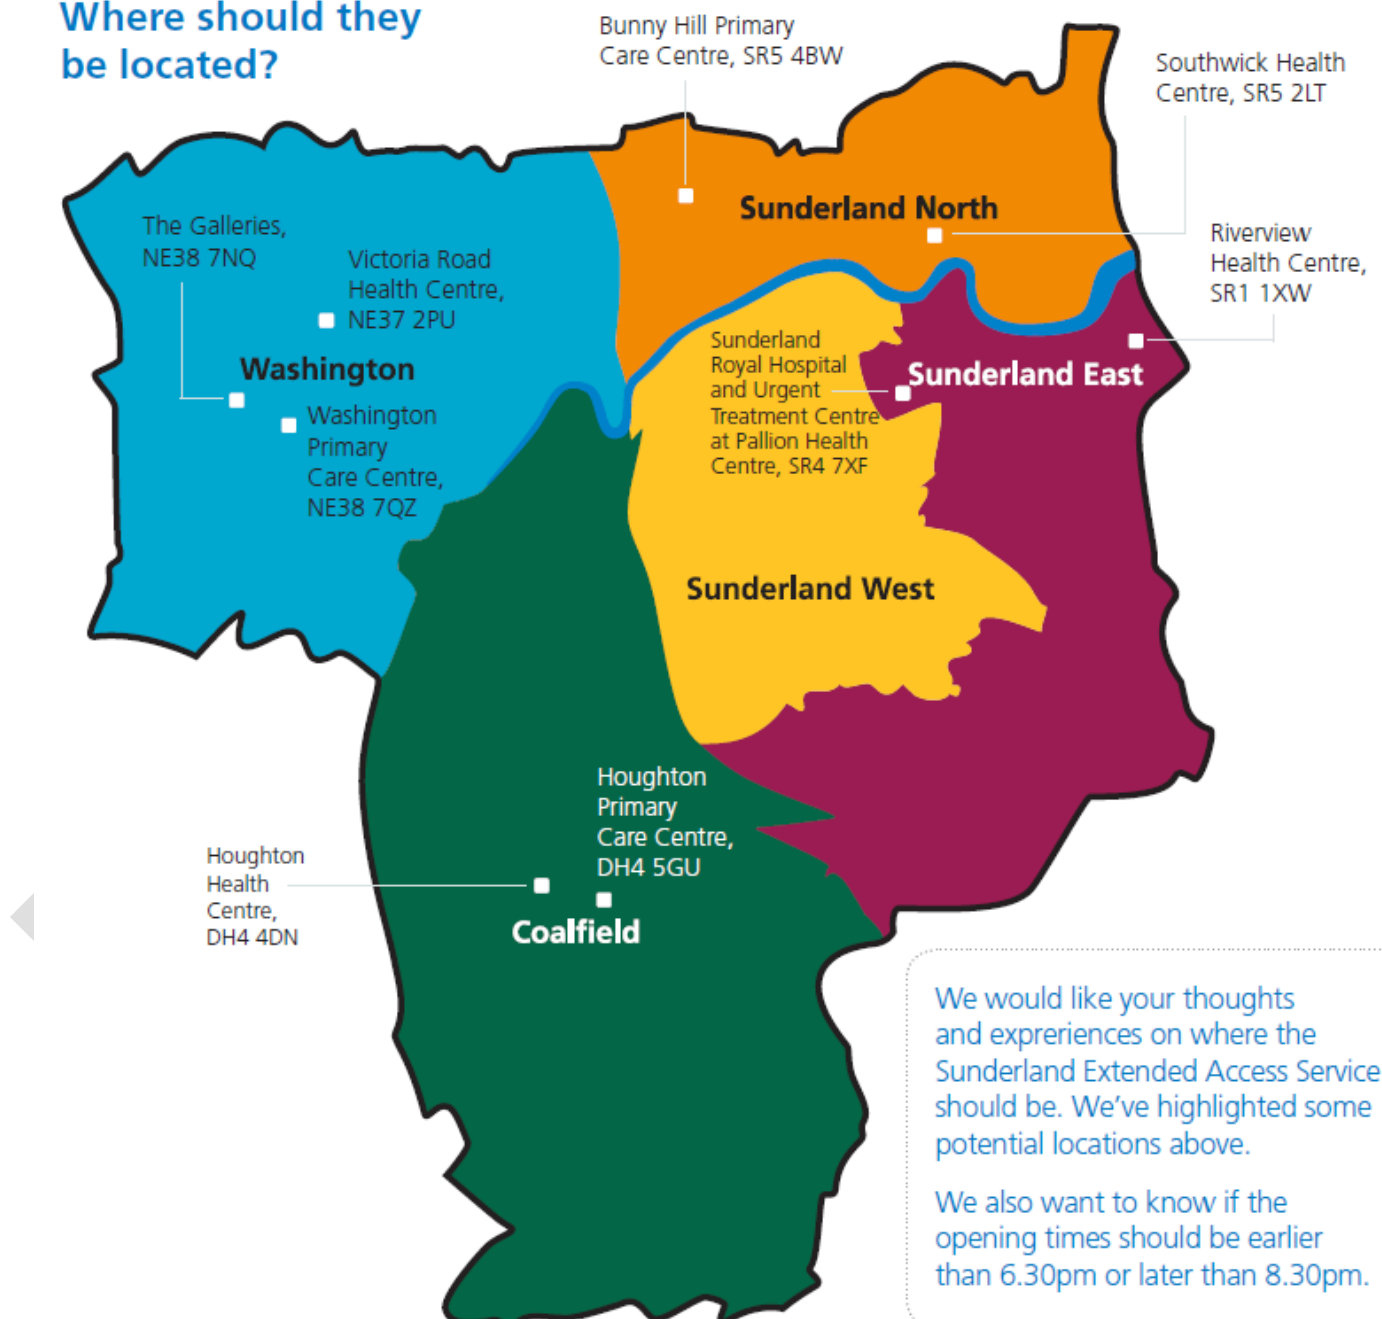 Where should they
be located?
Bunny Hill Primary
Care Centre, SR5 4BW
Southwick Health
Centre, SR5 2LT
Sunderland North
The Galleries,
NE38 7NQ
Victoria Road
Health Centre,
NE37 2PU
Riverview
Health Centre,
SR1 1XW
Washington
Washington
Primary
Care Centre,
NE38 7QZ
Sunderland
Royal Hospital
and Urgent
Treatment Centre
at Pallion Health
Centre, SR4 7XF
Sunderland East
Sunderland West
Houghton
Primary
Care Centre,
DH4 5GU
Houghton
Health
Centre,
DH4 4DN
Coalfield
We would like your thoughts
and expreriences on where the
Sunderland Extended Access Service
should be. We've highlighted some
potential locations above.
We also want to know if the
opening times should be earlier
than 6.30pm or later than 8.30pm.